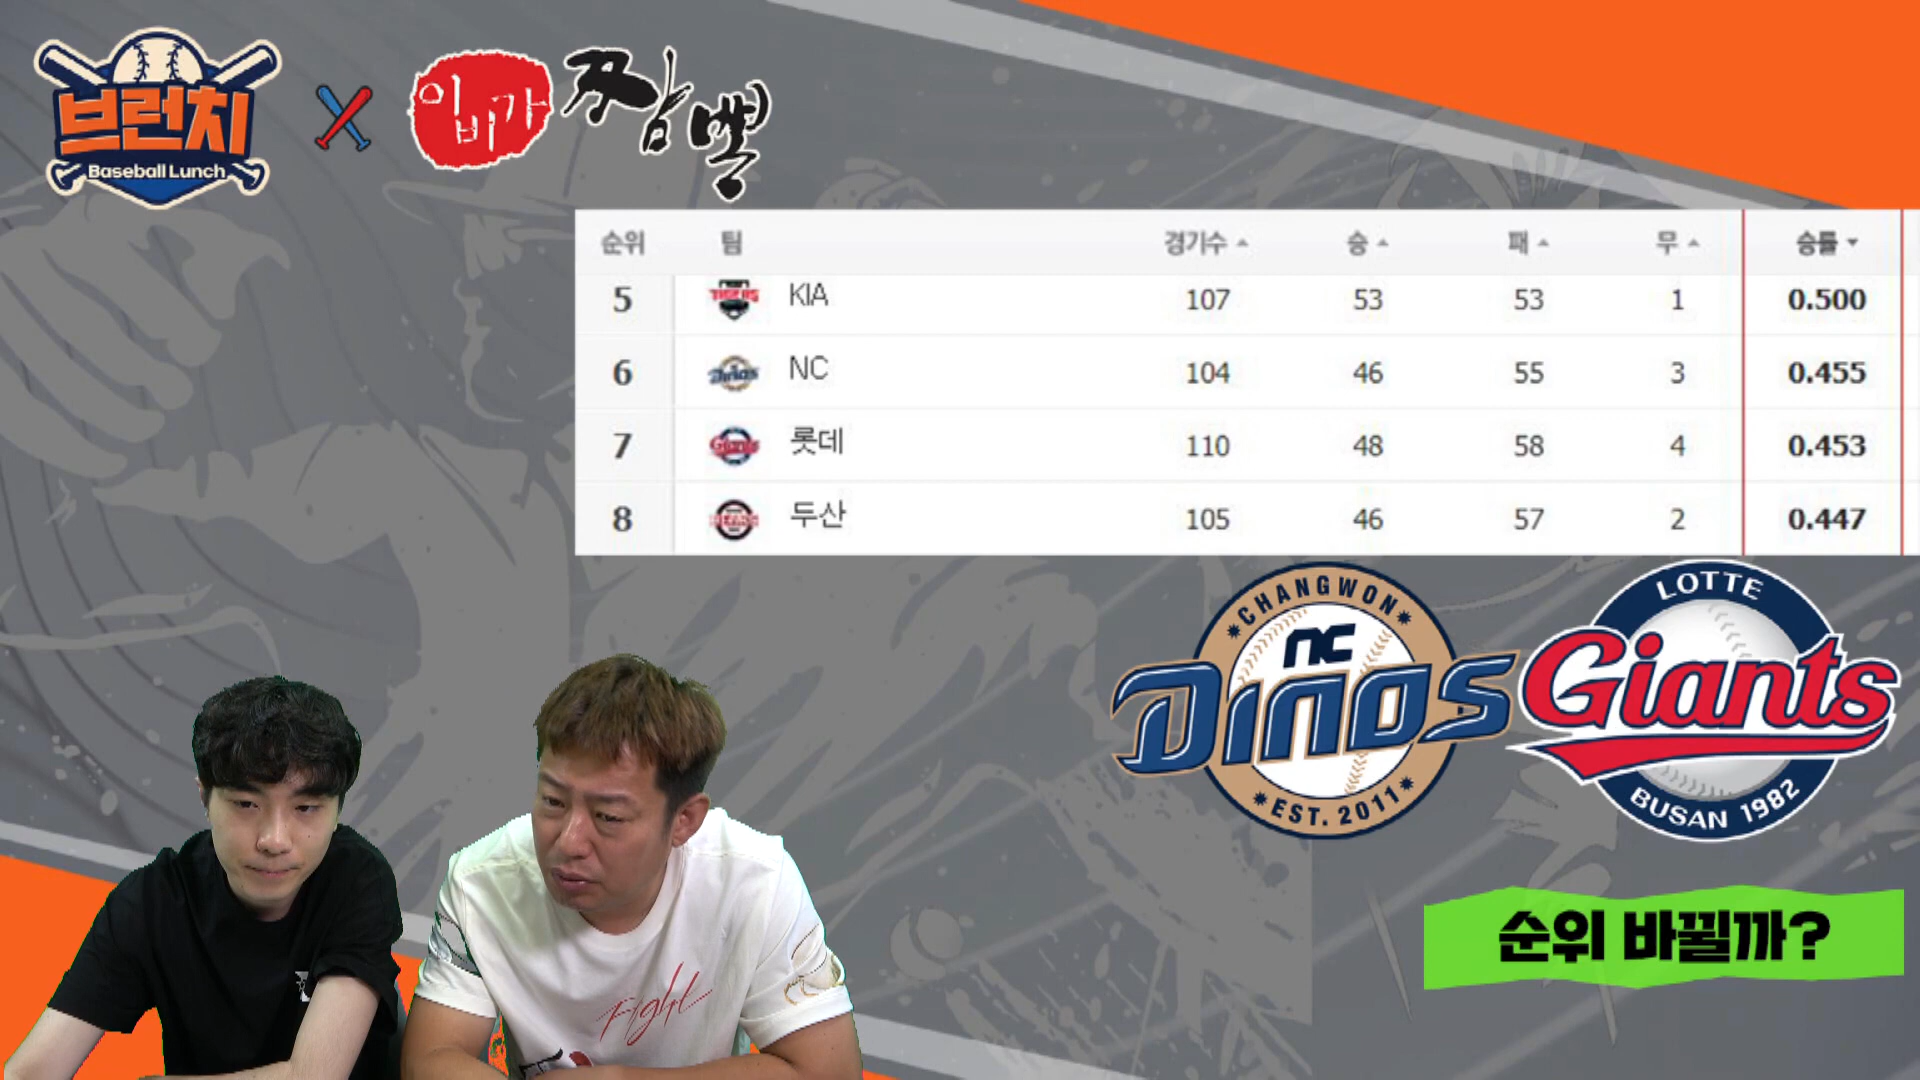 브런치
Baseball Lunch
이비가
짬뽕
순위 팀 경기수 승 패 무 승률
5 KIA 107 53 53 1 0.500
6 NC 104 46 55 3 0.455
7 롯데 110 48 58 4 0.453
8 두산 105 46 57 2 0.447
CHANGWON
NC
DINOS
EST. 2011
LOTTE
Giants
BUSAN 1982
순위 바뀔까?
Fight